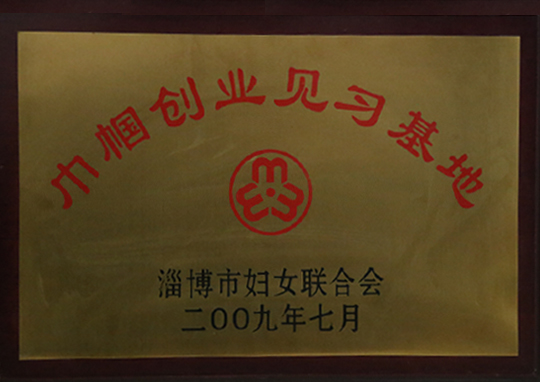 巾帼创业见习基地
淄博市妇女联合会
二〇〇九年七月